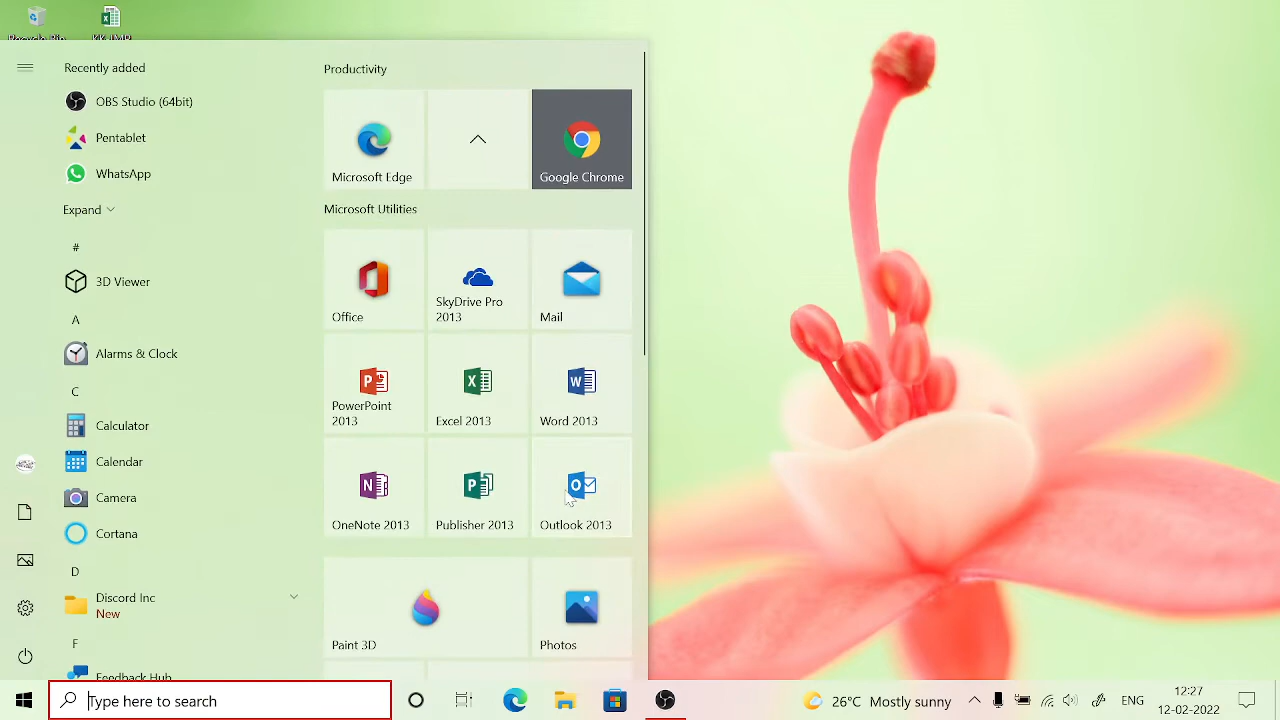 Recently added
OBS Studio (64bit)
Pentablet
WhatsApp
Expand
#
3D Viewer
A
Alarms & Clock
C
Calculator
Calendar
Camera
Cortana
D
Discord Inc
New
F
Feedback Hub
Productivity
Microsoft Edge
Google Chrome
Microsoft Utilities
Office
SkyDrive Pro
2013
Mail
PowerPoint
2013
Excel 2013
Word 2013
OneNote 2013
Publisher 2013
Outlook 2013
Paint 3D
Photos
Type here to search
26°C Mostly sunny
ENG
12:27
12-02-2022